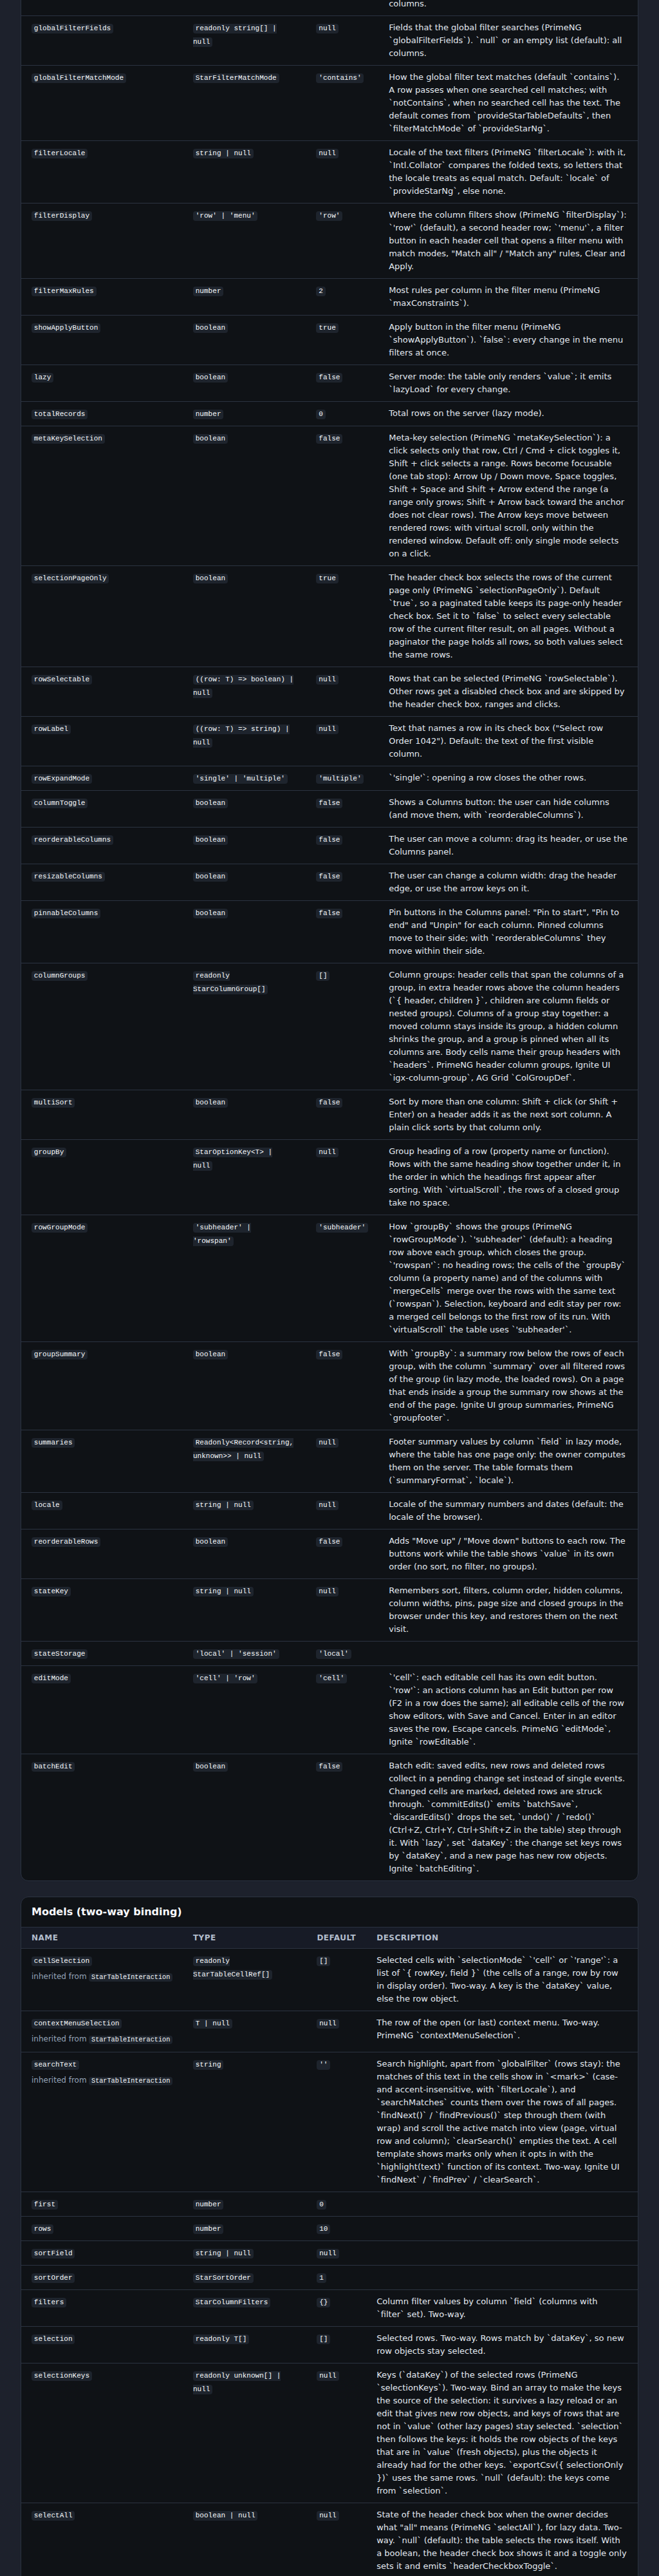 columns.
globalFilterFields readonly string[] | null null Fields that the global filter searches (PrimeNG
`globalFilterFields`). `null` or an empty list (default): all
columns.
globalFilterMatchMode StarFilterMatchMode 'contains' How the global filter text matches (default `contains`).
A row passes when one searched cell matches; with
`notContains`, when no searched cell has the text. The
default comes from `provideStarTableDefaults`, then
`filterMatchMode` of `provideStarNg`.
filterLocale string | null null Locale of the text filters (PrimeNG `filterLocale`): with it,
`Intl.Collator` compares the folded texts, so letters that
the locale treats as equal match. Default: `locale` of
`provideStarNg`, else none.
filterDisplay 'row' | 'menu' 'row' Where the column filters show (PrimeNG `filterDisplay`):
`'row'` (default), a second header row; `'menu'`, a filter
button in each header cell that opens a filter menu with
match modes, "Match all" / "Match any" rules, Clear and
Apply.
filterMaxRules number 2 Most rules per column in the filter menu (PrimeNG
`maxConstraints`).
showApplyButton boolean true Apply button in the filter menu (PrimeNG
`showApplyButton`). `false`: every change in the menu
filters at once.
lazy boolean false Server mode: the table only renders `value`; it emits
`lazyLoad` for every change.
totalRecords number 0 Total rows on the server (lazy mode).
metaKeySelection boolean false Meta-key selection (PrimeNG `metaKeySelection`): a
click selects only that row, Ctrl / Cmd + click toggles it,
Shift + click selects a range. Rows become focusable
(one tab stop): Arrow Up / Down move, Space toggles,
Shift + Space and Shift + Arrow extend the range (a
range only grows; Shift + Arrow back toward the anchor
does not clear rows). The Arrow keys move between
rendered rows: with virtual scroll, only within the
rendered window. Default off: only single mode selects
on a click.
selectionPageOnly boolean true The header check box selects the rows of the current
page only (PrimeNG `selectionPageOnly`). Default
`true`, so a paginated table keeps its page-only header
check box. Set it to `false` to select every selectable
row of the current filter result, on all pages. Without a
paginator the page holds all rows, so both values select
the same rows.
rowSelectable ((row: T) => boolean) | null null Rows that can be selected (PrimeNG `rowSelectable`).
Other rows get a disabled check box and are skipped by
the header check box, ranges and clicks.
rowLabel ((row: T) => string) | null null Text that names a row in its check box ("Select row
Order 1042"). Default: the text of the first visible
column.
rowExpandMode 'single' | 'multiple' 'multiple' `'single'`: opening a row closes the other rows.
columnToggle boolean false Shows a Columns button: the user can hide columns
(and move them, with `reorderableColumns`).
reorderableColumns boolean false The user can move a column: drag its header, or use the
Columns panel.
resizableColumns boolean false The user can change a column width: drag the header
edge, or use the arrow keys on it.
pinnableColumns boolean false Pin buttons in the Columns panel: "Pin to start", "Pin to
end" and "Unpin" for each column. Pinned columns
move to their side; with `reorderableColumns` they
move within their side.
columnGroups readonly StarColumnGroup[] [] Column groups: header cells that span the columns of a
group, in extra header rows above the column headers
(`{ header, children }`, children are column fields or
nested groups). Columns of a group stay together: a
moved column stays inside its group, a hidden column
shrinks the group, and a group is pinned when all its
columns are. Body cells name their group headers with
`headers`. PrimeNG header column groups, Ignite UI
`igx-column-group`, AG Grid `ColGroupDef`.
multiSort boolean false Sort by more than one column: Shift + click (or Shift +
Enter) on a header adds it as the next sort column. A
plain click sorts by that column only.
groupBy StarOptionKey<T> | null null Group heading of a row (property name or function).
Rows with the same heading show together under it, in
the order in which the headings first appear after
sorting. With `virtualScroll`, the rows of a closed group
take no space.
rowGroupMode 'subheader' | 'rowspan' 'subheader' How `groupBy` shows the groups (PrimeNG
`rowGroupMode`). `'subheader'` (default): a heading
row above each group, which closes the group.
`'rowspan'`: no heading rows; the cells of the `groupBy`
column (a property name) and of the columns with
`mergeCells` merge over the rows with the same text
(`rowspan`). Selection, keyboard and edit stay per row:
a merged cell belongs to the first row of its run. With
`virtualScroll` the table uses `'subheader'`.
groupSummary boolean false With `groupBy`: a summary row below the rows of each
group, with the column `summary` over all filtered rows
of the group (in lazy mode, the loaded rows). On a page
that ends inside a group the summary row shows at the
end of the page. Ignite UI group summaries, PrimeNG
`groupfooter`.
summaries Readonly<Record<string, unknown>> | null null Footer summary values by column `field` in lazy mode,
where the table has one page only: the owner computes
them on the server. The table formats them
(`summaryFormat`, `locale`).
locale string | null null Locale of the summary numbers and dates (default: the
locale of the browser).
reorderableRows boolean false Adds "Move up" / "Move down" buttons to each row. The
buttons work while the table shows `value` in its own
order (no sort, no filter, no groups).
stateKey string | null null Remembers sort, filters, column order, hidden columns,
column widths, pins, page size and closed groups in the
browser under this key, and restores them on the next
visit.
stateStorage 'local' | 'session' 'local'
editMode 'cell' | 'row' 'cell' `'cell'`: each editable cell has its own edit button.
`'row'`: an actions column has an Edit button per row
(F2 in a row does the same); all editable cells of the row
show editors, with Save and Cancel. Enter in an editor
saves the row, Escape cancels. PrimeNG `editMode`,
Ignite `rowEditable`.
batchEdit boolean false Batch edit: saved edits, new rows and deleted rows
collect in a pending change set instead of single events.
Changed cells are marked, deleted rows are struck
through. `commitEdits()` emits `batchSave`,
`discardEdits()` drops the set, `undo()` / `redo()`
(Ctrl+Z, Ctrl+Y, Ctrl+Shift+Z in the table) step through
it. With `lazy`, set `dataKey`: the change set keys rows
by `dataKey`, and a new page has new row objects.
Ignite `batchEditing`.
Models (two-way binding)
NAME TYPE DEFAULT DESCRIPTION
cellSelection readonly StarTableCellRef[] [] Selected cells with `selectionMode` `'cell'` or `'range'`: a
inherited from StarTableInteraction list of `{ rowKey, field }` (the cells of a range, row by row
in display order). Two-way. A key is the `dataKey` value,
else the row object.
contextMenuSelection T | null null The row of the open (or last) context menu. Two-way.
inherited from StarTableInteraction PrimeNG `contextMenuSelection`.
searchText string '' Search highlight, apart from `globalFilter` (rows stay): the
inherited from StarTableInteraction matches of this text in the cells show in `<mark>` (case-
and accent-insensitive, with `filterLocale`), and
`searchMatches` counts them over the rows of all pages.
`findNext()` / `findPrevious()` step through them (with
wrap) and scroll the active match into view (page, virtual
row and column); `clearSearch()` empties the text. A cell
template shows marks only when it opts in with the
`highlight(text)` function of its context. Two-way. Ignite UI
`findNext` / `findPrev` / `clearSearch`.
first number 0
rows number 10
sortField string | null null
sortOrder StarSortOrder 1
filters StarColumnFilters {} Column filter values by column `field` (columns with
`filter` set). Two-way.
selection readonly T[] [] Selected rows. Two-way. Rows match by `dataKey`, so new
row objects stay selected.
selectionKeys readonly unknown[] | null null Keys (`dataKey`) of the selected rows (PrimeNG
`selectionKeys`). Two-way. Bind an array to make the keys
the source of the selection: it survives a lazy reload or an
edit that gives new row objects, and keys of rows that are
not in `value` (other lazy pages) stay selected. `selection`
then follows the keys: it holds the row objects of the keys
that are in `value` (fresh objects), plus the objects it
already had for the other keys. `exportCsv({ selectionOnly
})` uses the same rows. `null` (default): the keys come
from `selection`.
selectAll boolean | null null State of the header check box when the owner decides
what "all" means (PrimeNG `selectAll`), for lazy data. Two-
way. `null` (default): the table selects the rows itself. With
a boolean, the header check box shows it and a toggle only
sets it and emits `headerCheckboxToggle`.